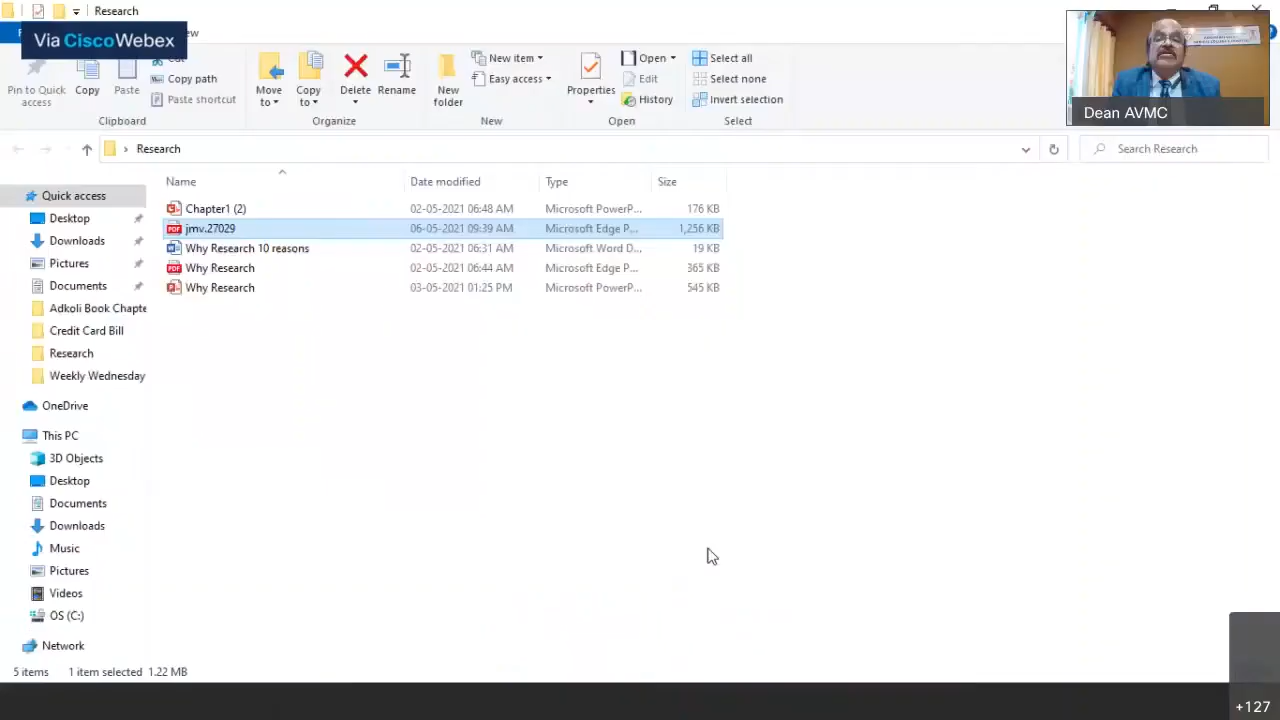 Research
Via CiscoWebex
Pin to Quick access
Copy
Paste
Cut
Copy path
Paste shortcut
Clipboard
Move to
Copy to
Delete
Rename
Organize
New folder
New item
Easy access
New
Properties
Open
Edit
History
Open
Select all
Select none
Invert selection
Select
Dean AVMC
Research
Search Research
Name Date modified Type Size
Chapter1 (2) 02-05-2021 06:48 AM Microsoft PowerP... 176 KB
jmv.27029 06-05-2021 09:39 AM Microsoft Edge P... 1,256 KB
Why Research 10 reasons 02-05-2021 06:31 AM Microsoft Word D... 19 KB
Why Research 02-05-2021 06:44 AM Microsoft Edge P... 365 KB
Why Research 03-05-2021 01:25 PM Microsoft PowerP... 545 KB
Quick access
Desktop
Downloads
Pictures
Documents
Adkoli Book Chapte
Credit Card Bill
Research
Weekly Wednesday
OneDrive
This PC
3D Objects
Desktop
Documents
Downloads
Music
Pictures
Videos
OS (C:)
Network
5 items 1 item selected 1.22 MB
+127